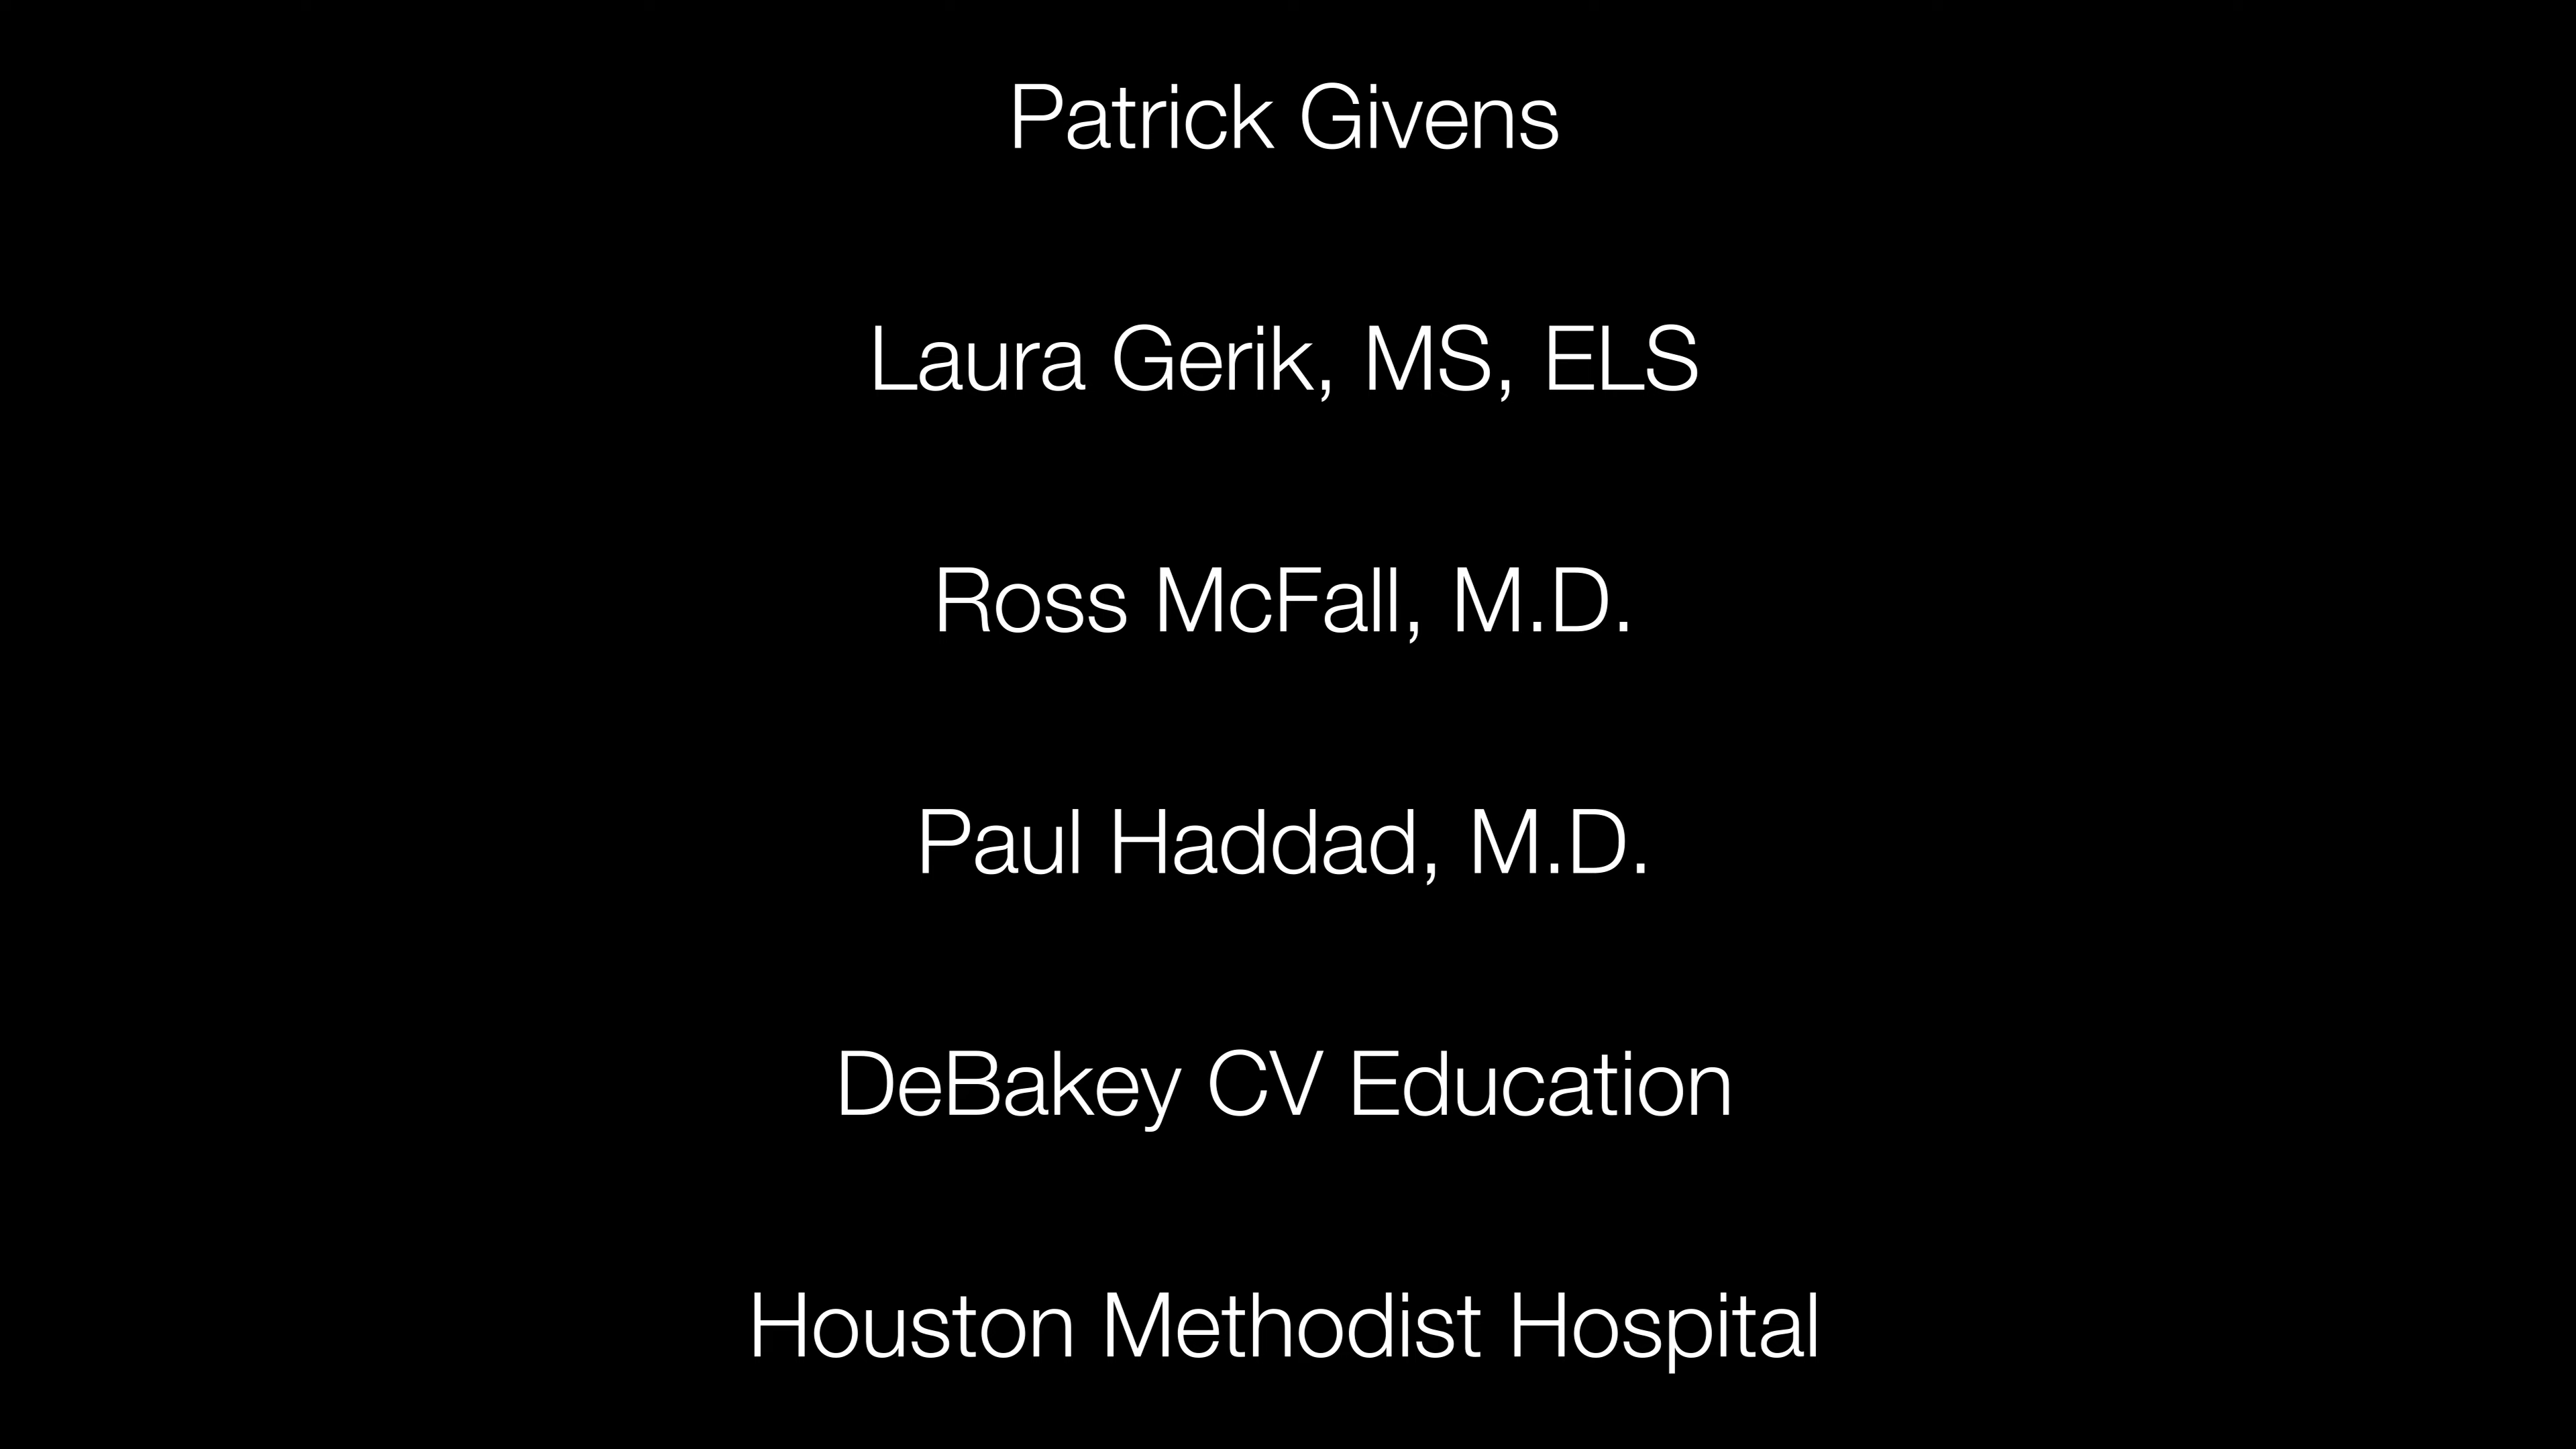 Patrick Givens
Laura Gerik, MS, ELS
Ross McFall, M.D.
Paul Haddad, M.D.
DeBakey CV Education
Houston Methodist Hospital